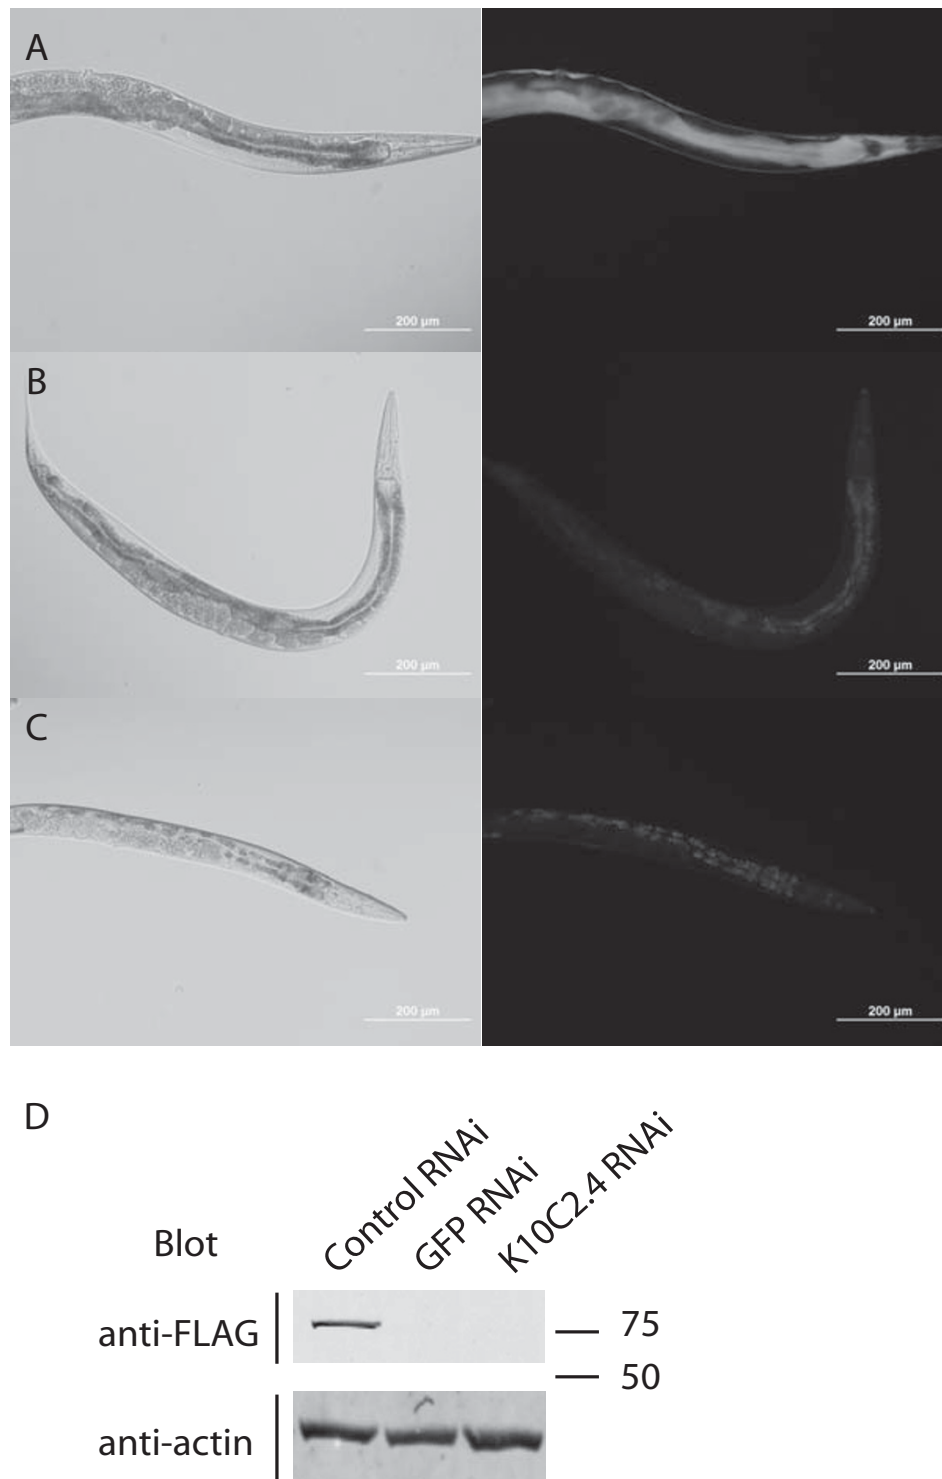 A
200 µm
200 µm
B
200 µm
200 µm
C
200 µm
200 µm
D
Control RNAi
GFP RNAi
K10C2.4 RNAi
Blot
anti-FLAG
75
50
anti-actin